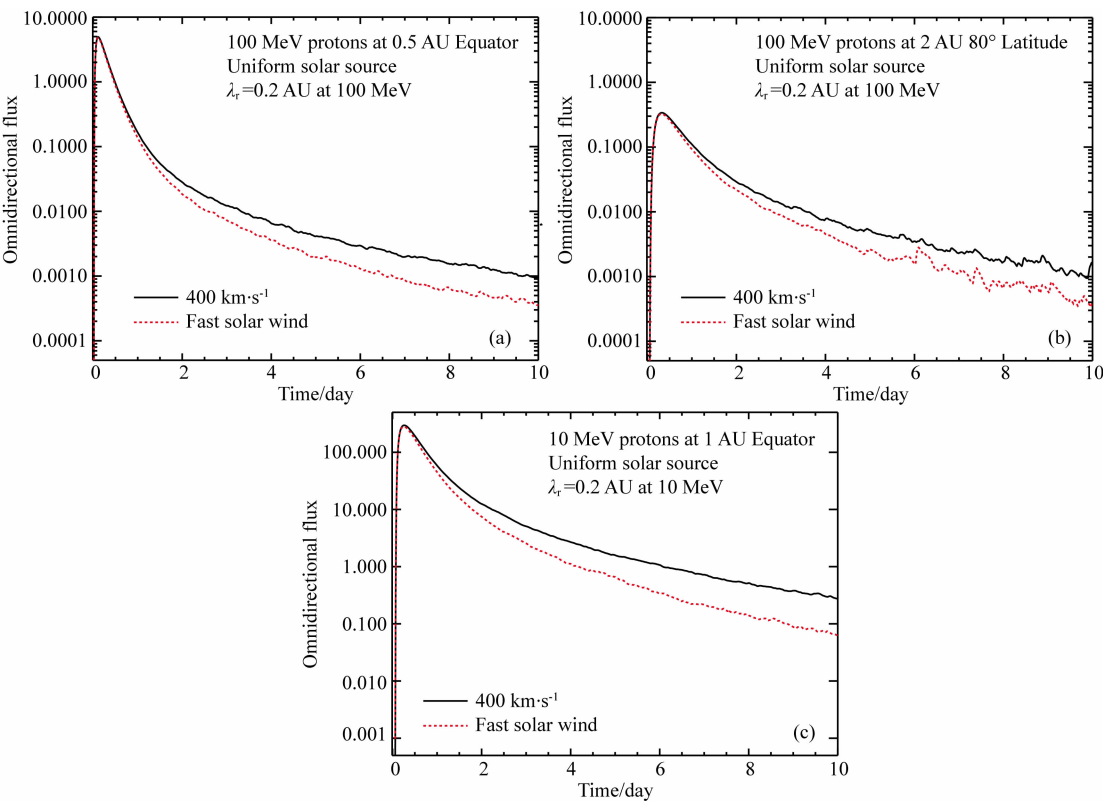 10.0000
1.0000
0.1000
0.0100
0.0010
0.0001
Omnidirectional flux
100 MeV protons at 0.5 AU Equator
Uniform solar source
λr=0.2 AU at 100 MeV
400 km·s-1
Fast solar wind
(a)
0 2 4 6 8 10
Time/day
10.0000
1.0000
0.1000
0.0100
0.0010
0.0001
Omnidirectional flux
100 MeV protons at 2 AU 80° Latitude
Uniform solar source
λr=0.2 AU at 100 MeV
400 km·s-1
Fast solar wind
(b)
0 2 4 6 8 10
Time/day
100.000
10.000
1.000
0.100
0.010
0.001
Omnidirectional flux
10 MeV protons at 1 AU Equator
Uniform solar source
λr=0.2 AU at 10 MeV
400 km·s-1
Fast solar wind
(c)
0 2 4 6 8 10
Time/day